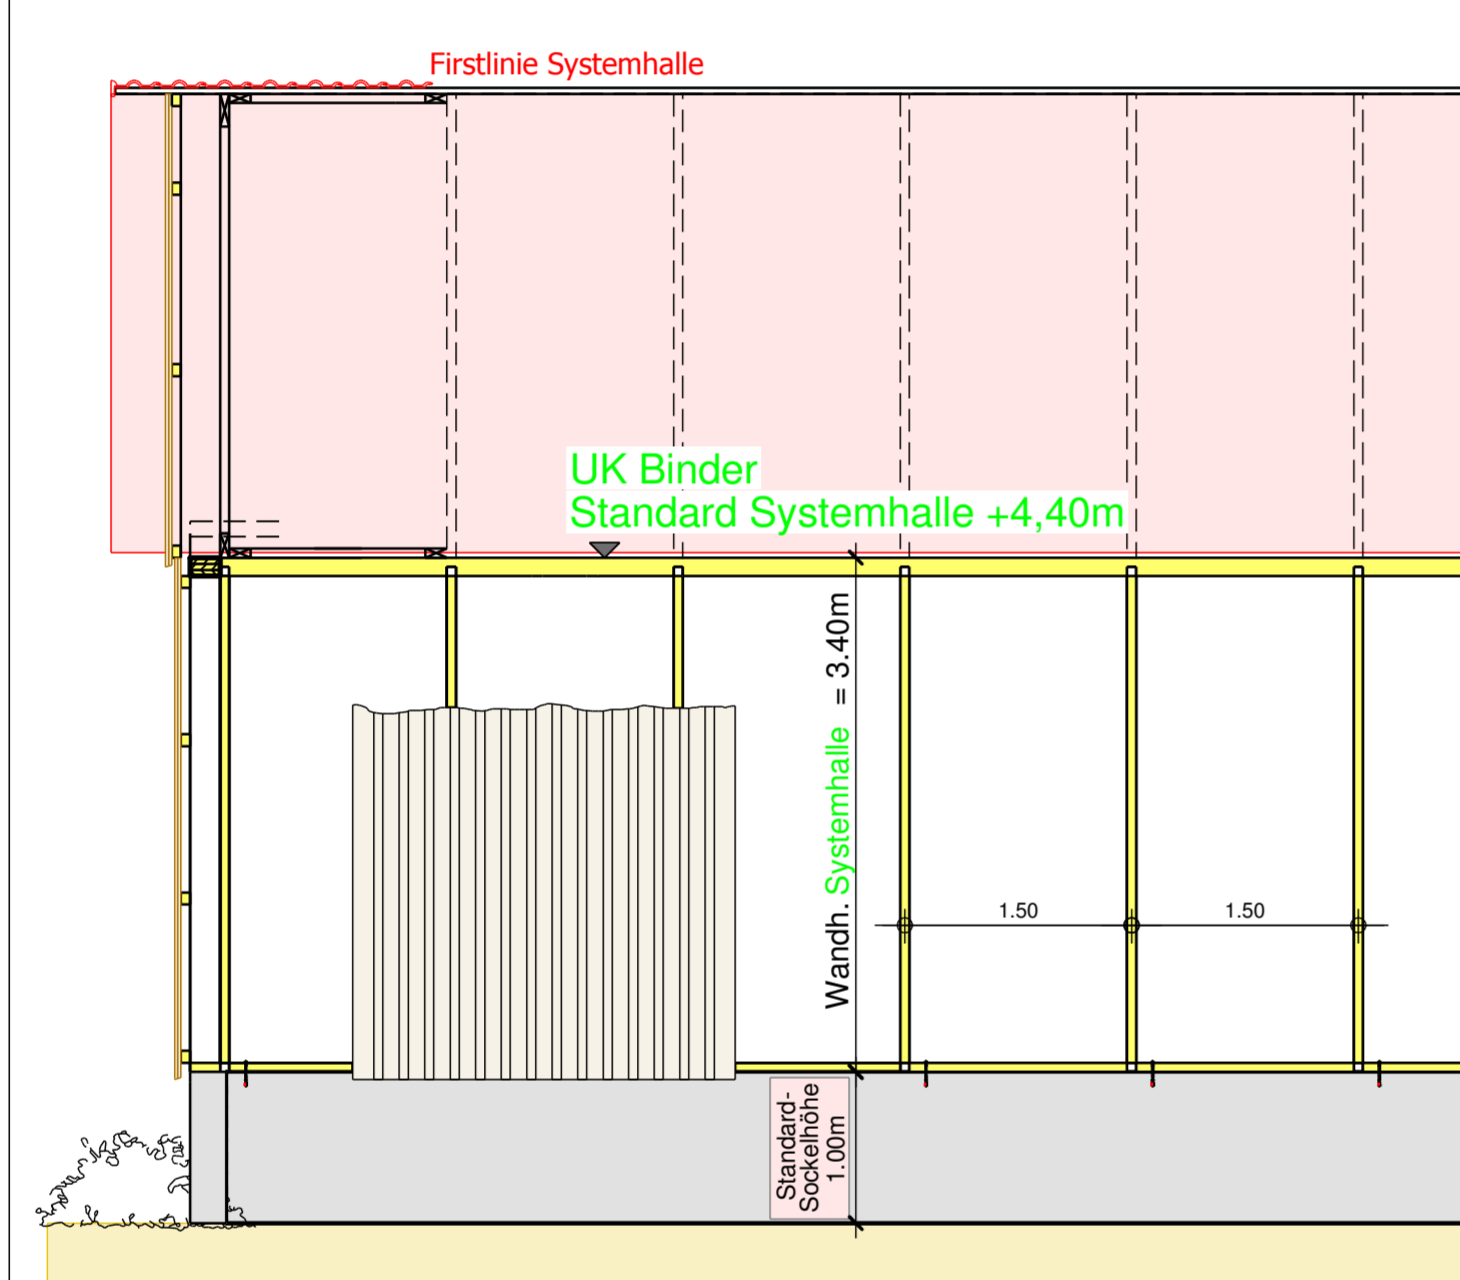 Firstlinie Systemhalle
UK Binder
Standard Systemhalle +4,40m
Wandh. Systemhalle = 3.40m
1.50
1.50
Standard-
Sockelhöhe
1.00m